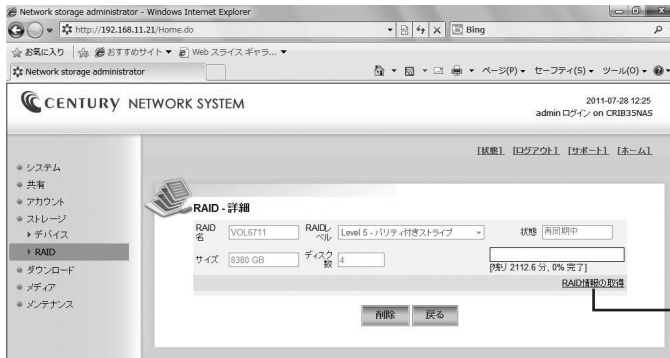 Network storage administrator - Windows Internet Explorer
http://192.168.11.21/Home.do
Bing
お気に入り
おすすめサイト ▼
Web スライス ギャラ... ▼
Network storage administrator
ページ(P) ▼ セーフティ(S) ▼ ツール(O) ▼
CENTURY NETWORK SYSTEM
2011-07-28 12:25
admin ログイン on CRIB35NAS
[状態] [ログアウト] [サポート] [ホーム]
システム
共有
アカウント
ストレージ
デバイス
RAID
ダウンロード
メディア
メンテナンス
RAID - 詳細
RAID名 VOL6711 RAIDレベル Level 5 - パリティ付きストライプ 状態 再同期中
サイズ 8380 GB ディスク数 4
[残り 2112.6 分, 0% 完了]
RAID情報の取得
削除 戻る